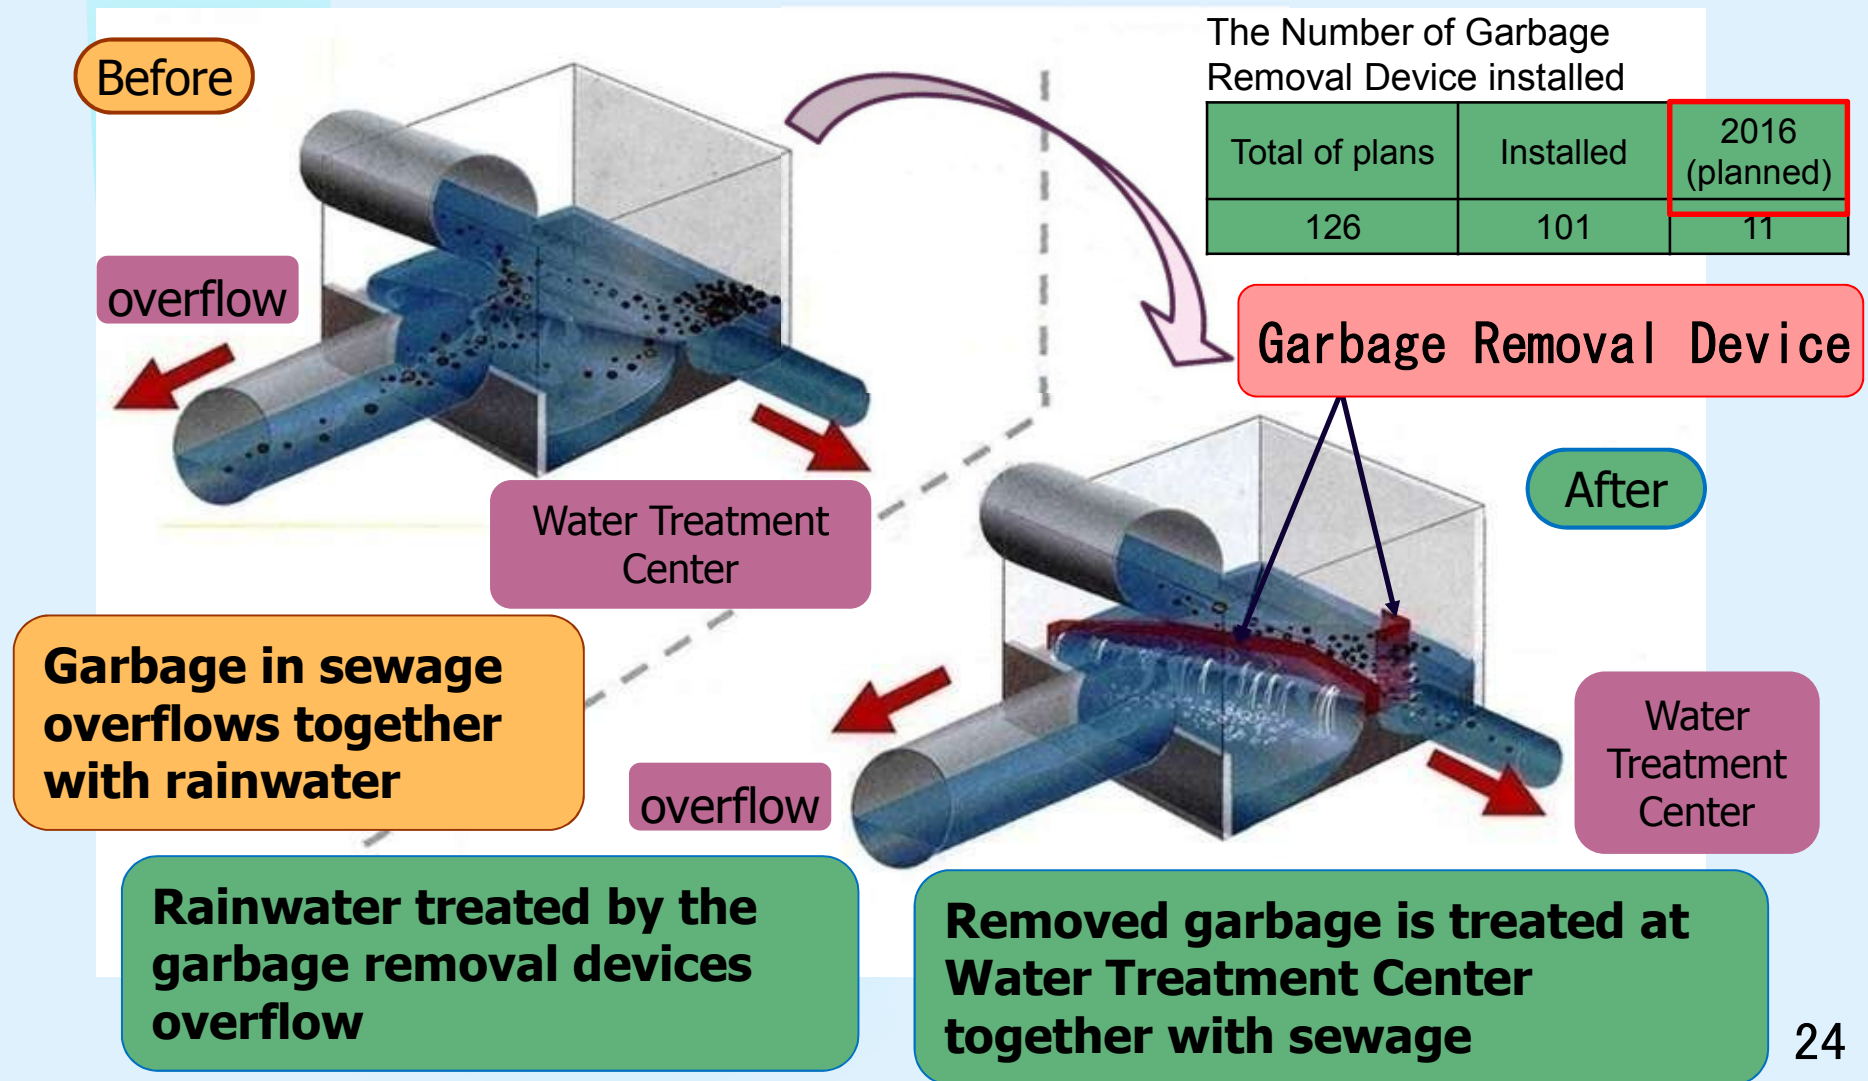 Before
The Number of Garbage
Removal Device installed
Total of plans
Installed
2016
(planned)
126
101
11
overflow
Garbage Removal Device
Water Treatment
Center
After
Garbage in sewage
overflows together
with rainwater
overflow
Water
Treatment
Center
Rainwater treated by the
garbage removal devices
overflow
Removed garbage is treated at
Water Treatment Center
together with sewage
24